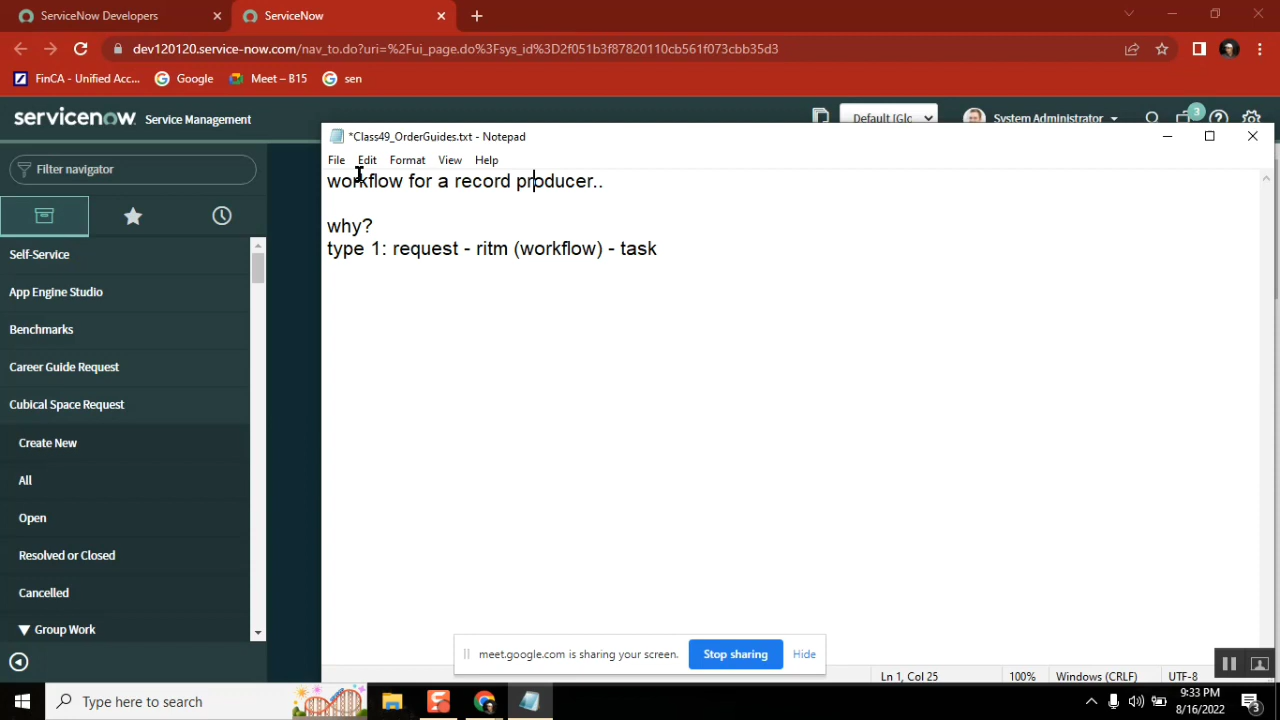 ServiceNow Developers
ServiceNow
dev120120.service-now.com/nav_to.do?uri=%2Fui_page.do%3Fsys_id%3D2f051b3f87820110cb561f073cbb35d3
FinCA - Unified Acc...
Google
Meet – B15
sen
servicenow
Service Management
Default [Glc
System Administrator
3
Filter navigator
*Class49_OrderGuides.txt - Notepad
File Edit Format View Help
workflow for a record producer..
why?
type 1: request - ritm (workflow) - task
Self-Service
App Engine Studio
Benchmarks
Career Guide Request
Cubical Space Request
Create New
All
Open
Resolved or Closed
Cancelled
Group Work
meet.google.com is sharing your screen.
Stop sharing
Hide
Ln 1, Col 25
100%
Windows (CRLF)
UTF-8
Type here to search
9:33 PM
8/16/2022
3